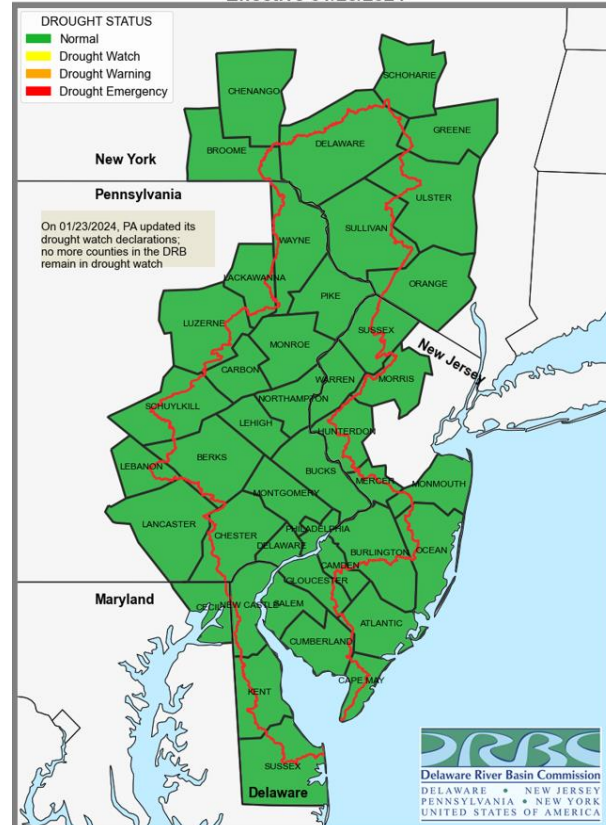 DROUGHT STATUS
Normal
Drought Watch
Drought Warning
Drought Emergency
SCHOHARIE
CHENANGO
GREENE
DELAWARE
BROOME
New York
ULSTER
Pennsylvania
On 01/23/2024, PA updated its
drought watch declarations;
no more counties in the DRB
remain in drought watch
SULLIVAN
WAYNE
LACKAWANNA
ORANGE
PIKE
LUZERNE
SUSSEX
MONROE
New Jersey
CARBON
WARREN
MORRIS
NORTHAMPTON
SCHUYLKILL
LEHIGH
HUNTERDON
BERKS
LEBANON
BUCKS
MERCER
MONMOUTH
MONTGOMERY
LANCASTER
PHILADELPHIA
CHESTER
DELAWARE
BURLINGTON
OCEAN
CAMDEN
GLOUCESTER
Maryland
CECIL
NEW CASTLE
SALEM
ATLANTIC
CUMBERLAND
CAPE MAY
KENT
SUSSEX
Delaware
DRBC
Delaware River Basin Commission
DELAWARE • NEW JERSEY
PENNSYLVANIA • NEW YORK
UNITED STATES OF AMERICA